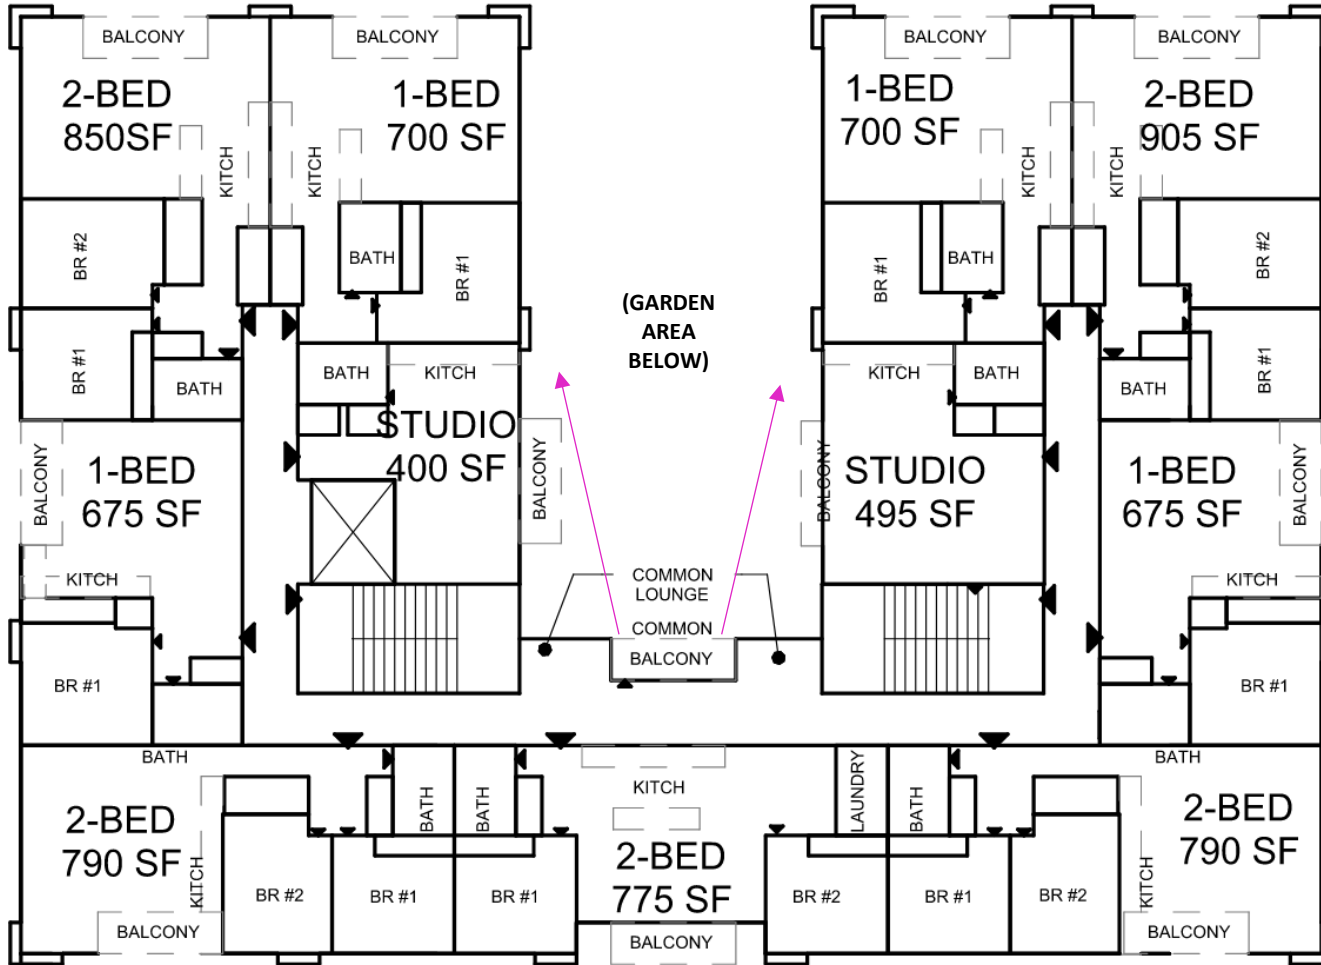 BALCONY
BALCONY
BALCONY
BALCONY
2-BED
850SF
1-BED
700 SF
1-BED
700 SF
2-BED
905 SF
KITCH
KITCH
KITCH
KITCH
BR #2
BATH
BR #1
BR #1
BATH
BR #2
(GARDEN
AREA
BELOW)
BR #1
BATH
BATH
KITCH
KITCH
BATH
BATH
BR #1
STUDIO
400 SF
BALCONY
1-BED
675 SF
BALCONY
BALCONY
STUDIO
495 SF
1-BED
675 SF
BALCONY
KITCH
COMMON
LOUNGE
KITCH
COMMON
BALCONY
BR #1
BR #1
BATH
BATH
2-BED
790 SF
KITCH
BATH
BATH
KITCH
LAUNDRY
BATH
2-BED
790 SF
KITCH
2-BED
775 SF
BR #2
BR #1
BR #1
BR #2
BR #1
BR #2
BALCONY
BALCONY
BALCONY